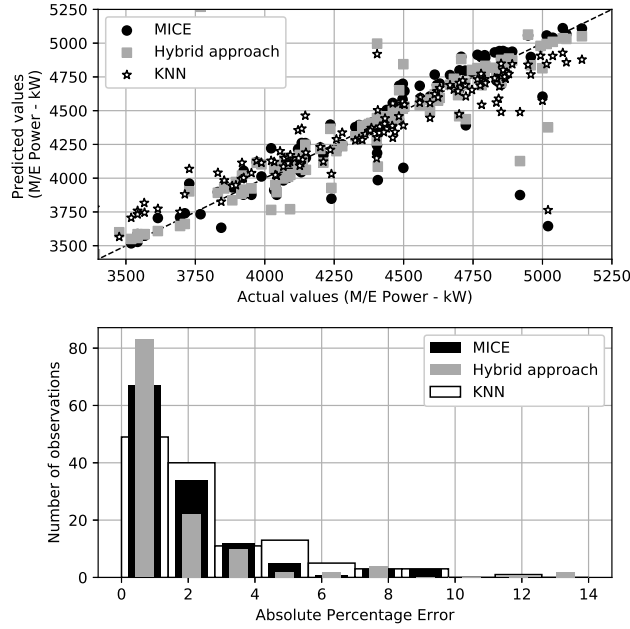 5250
5000
4750
4500
4250
4000
3750
3500
Predicted values
(M/E Power - kW)
MICE
Hybrid approach
KNN
3500 3750 4000 4250 4500 4750 5000 5250
Actual values (M/E Power - kW)
80
60
40
20
0
Number of observations
MICE
Hybrid approach
KNN
0 2 4 6 8 10 12 14
Absolute Percentage Error